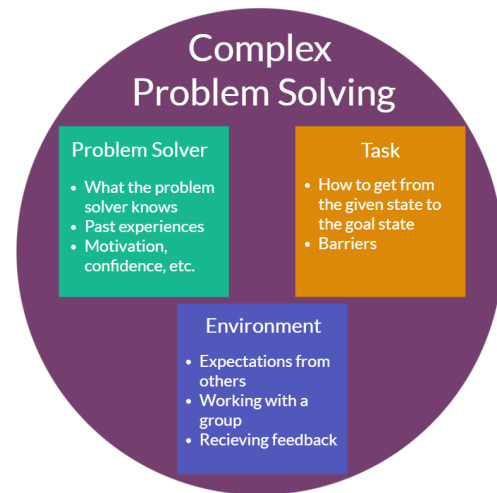 Complex
Problem Solving
Problem Solver
• What the problem
solver knows
• Past experiences
• Motivation,
confidence, etc.
Task
• How to get from
the given state to
the goal state
• Barriers
Environment
• Expectations from
others
• Working with a
group
• Recieving feedback